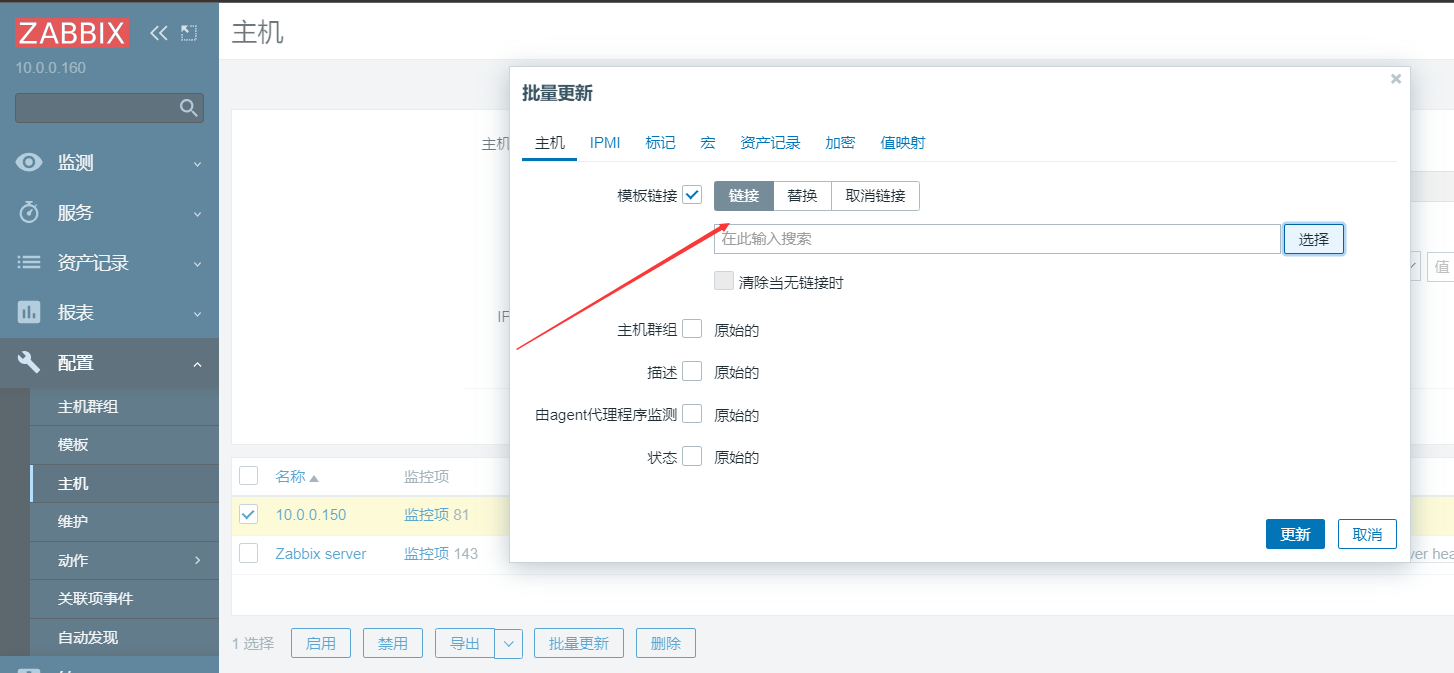 ZABBIX
10.0.0.160
监测
服务
资产记录
报表
配置
主机群组
模板
主机
维护
动作
关联项事件
自动发现
主机
主机
IP
批量更新
主机 IPMI 标记 宏 资产记录 加密 值映射
模板链接 链接 替换 取消链接
在此输入搜索 选择
清除当无链接时
主机群组 原始的
描述 原始的
由agent代理程序监测 原始的
状态 原始的
更新 取消
值
名称 监控项
10.0.0.150 监控项 81
Zabbix server 监控项 143
ver hea
1 选择 启用 禁用 导出 批量更新 删除